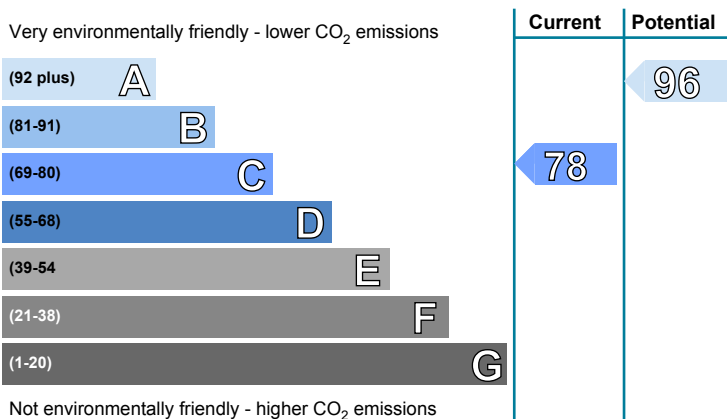 Current Potential
Very environmentally friendly - lower CO2 emissions
(92 plus) A 96
(81-91) B
(69-80) C 78
(55-68) D
(39-54 E
(21-38) F
(1-20) G
Not environmentally friendly - higher CO2 emissions